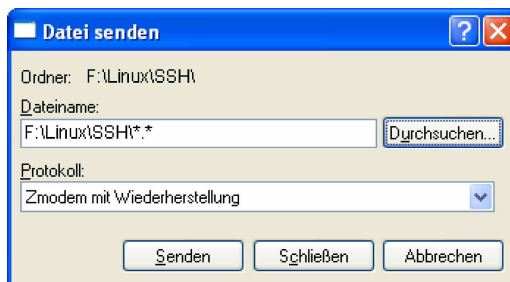 Datei senden
Ordner: F:\Linux\SSH\
Dateiname:
F:\Linux\SSH\*.*
Durchsuchen...
Protokoll:
Zmodem mit Wiederherstellung
Senden Schließen Abbrechen